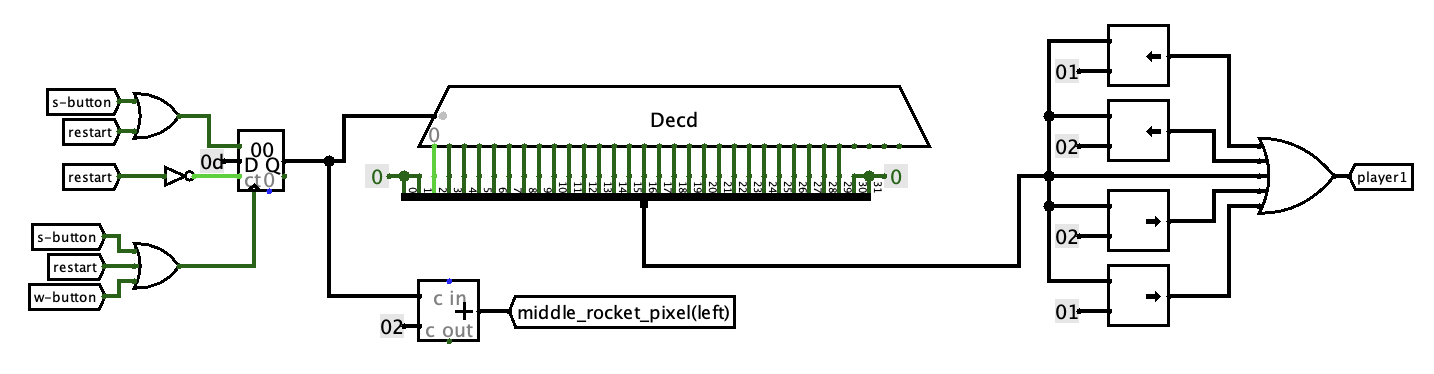 s-button
restart
restart
0d
00
D Q
ct 0
s-button
restart
w-button
Decd
0
0
0 1 2 3 4 5 6 7 8 9 10 11 12 13 14 15 16 17 18 19 20 21 22 23 24 25 26 27 28 29 30 31
0
c in
+
c out
02
middle_rocket_pixel(left)
01
02
02
01
player1